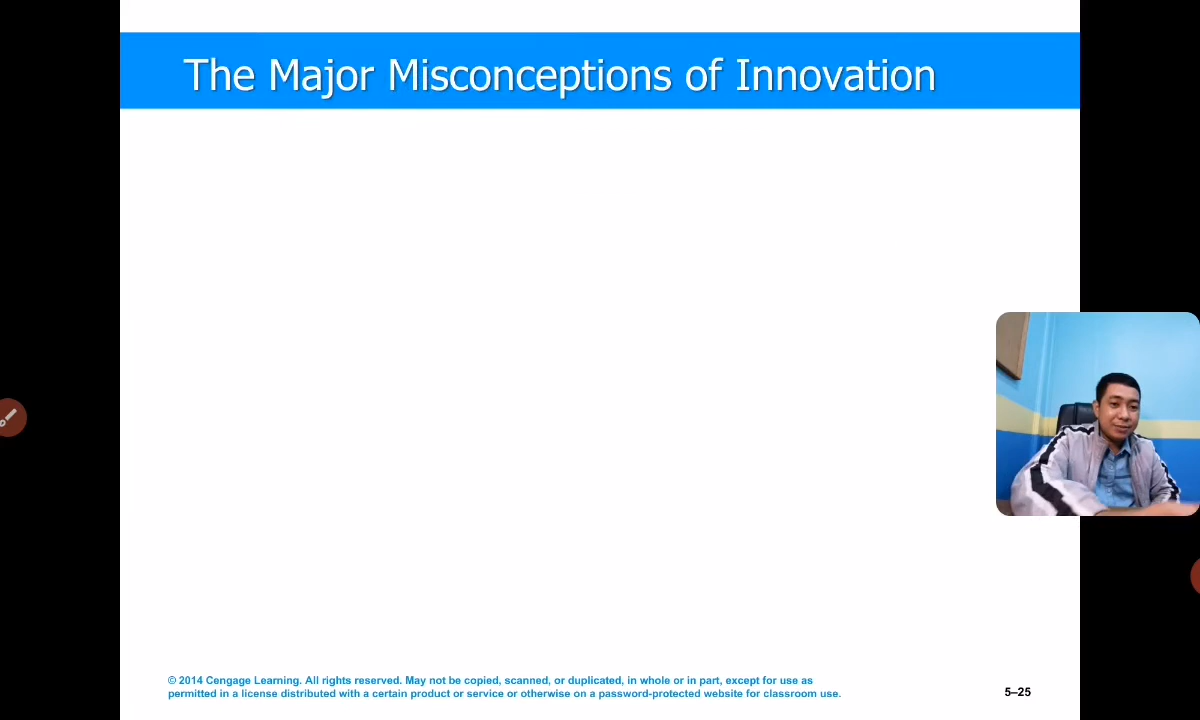 The Major Misconceptions of Innovation
© 2014 Cengage Learning. All rights reserved. May not be copied, scanned, or duplicated, in whole or in part, except for use as
permitted in a license distributed with a certain product or service or otherwise on a password-protected website for classroom use.
5–25